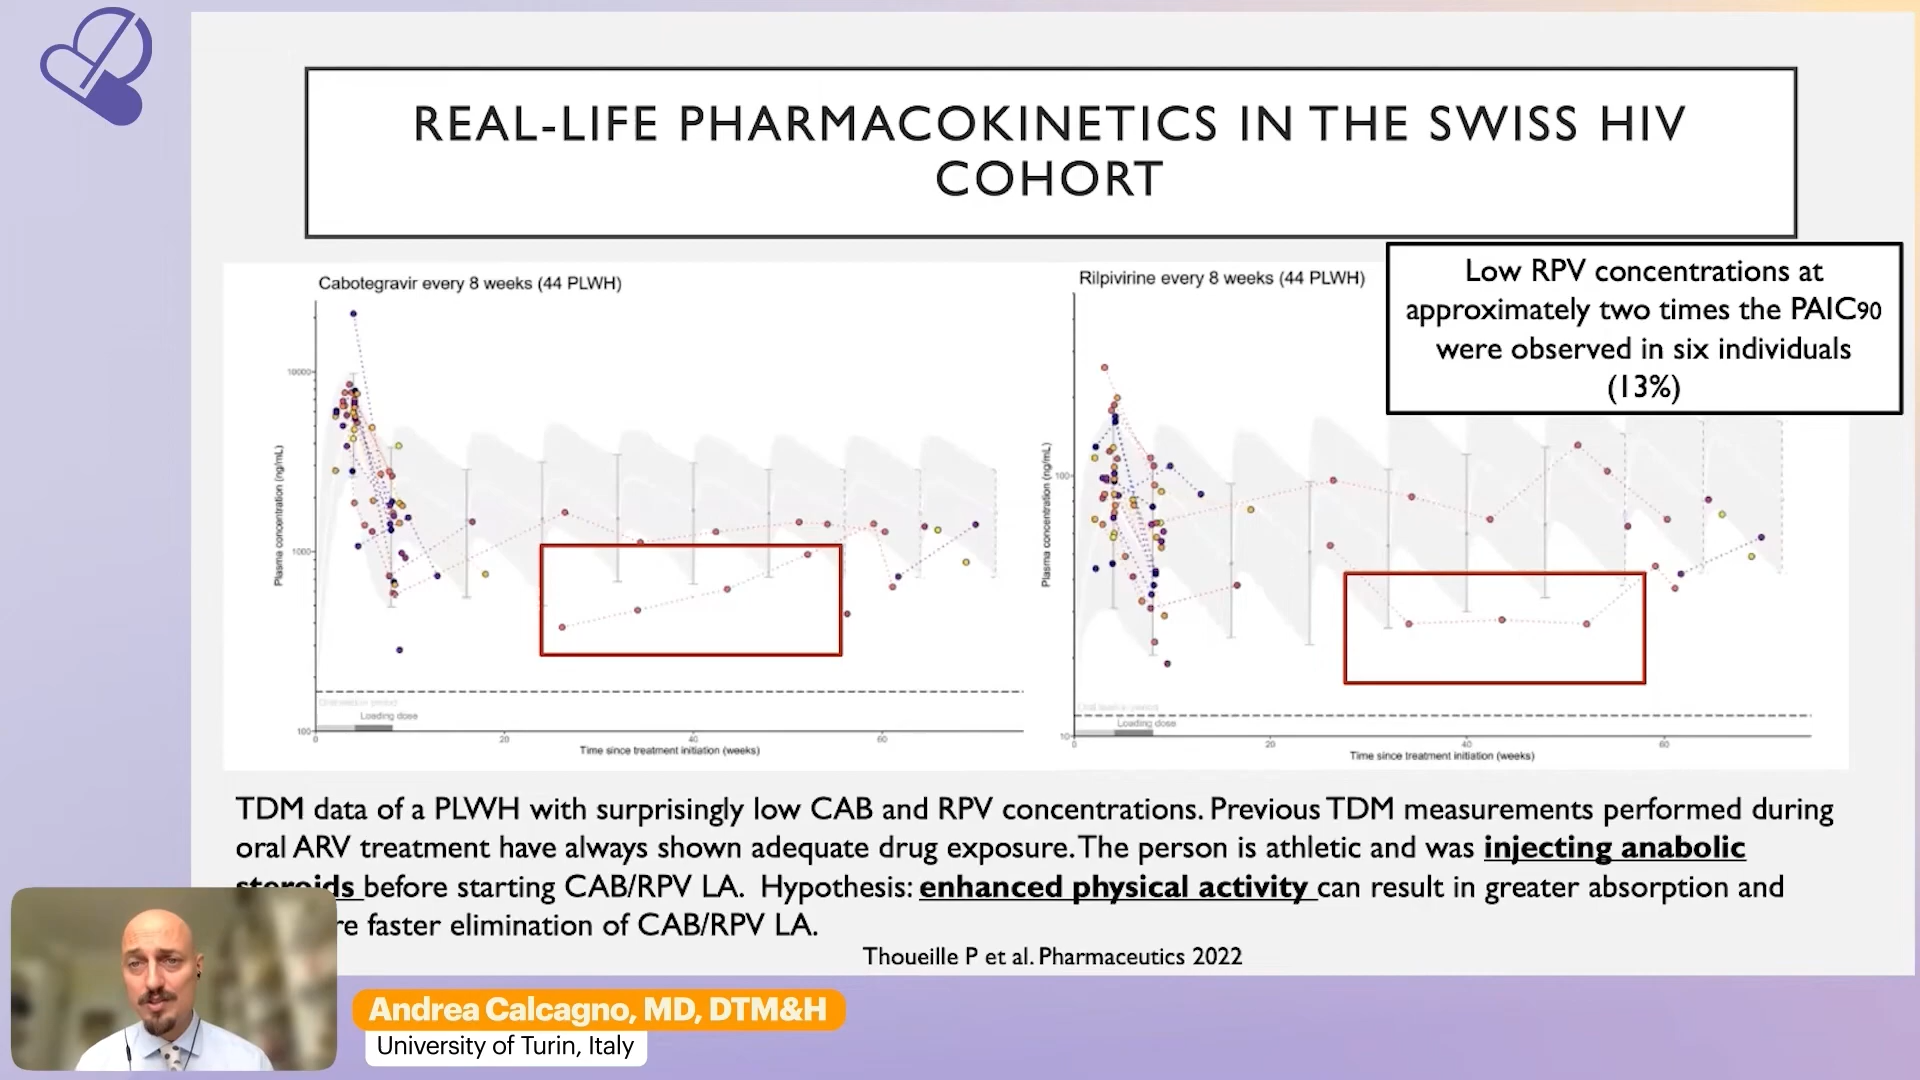 REAL-LIFE PHARMACOKINETICS IN THE SWISS HIV
COHORT
Cabotegravir every 8 weeks (44 PLWH)
Plasma concentration (ng/mL)
10000
1000
100
Loading dose
0
20
40
60
Time since treatment initiation (weeks)
Rilpivirine every 8 weeks (44 PLWH)
Plasma concentration (ng/mL)
100
10
Loading dose
0
20
40
60
Time since treatment initiation (weeks)
Low RPV concentrations at
approximately two times the PAIC90
were observed in six individuals
(13%)
TDM data of a PLWH with surprisingly low CAB and RPV concentrations. Previous TDM measurements performed during
oral ARV treatment have always shown adequate drug exposure. The person is athletic and was injecting anabolic
steroids before starting CAB/RPV LA. Hypothesis: enhanced physical activity can result in greater absorption and
re faster elimination of CAB/RPV LA.
Thoueille P et al. Pharmaceutics 2022
Andrea Calcagno, MD, DTM&H
University of Turin, Italy